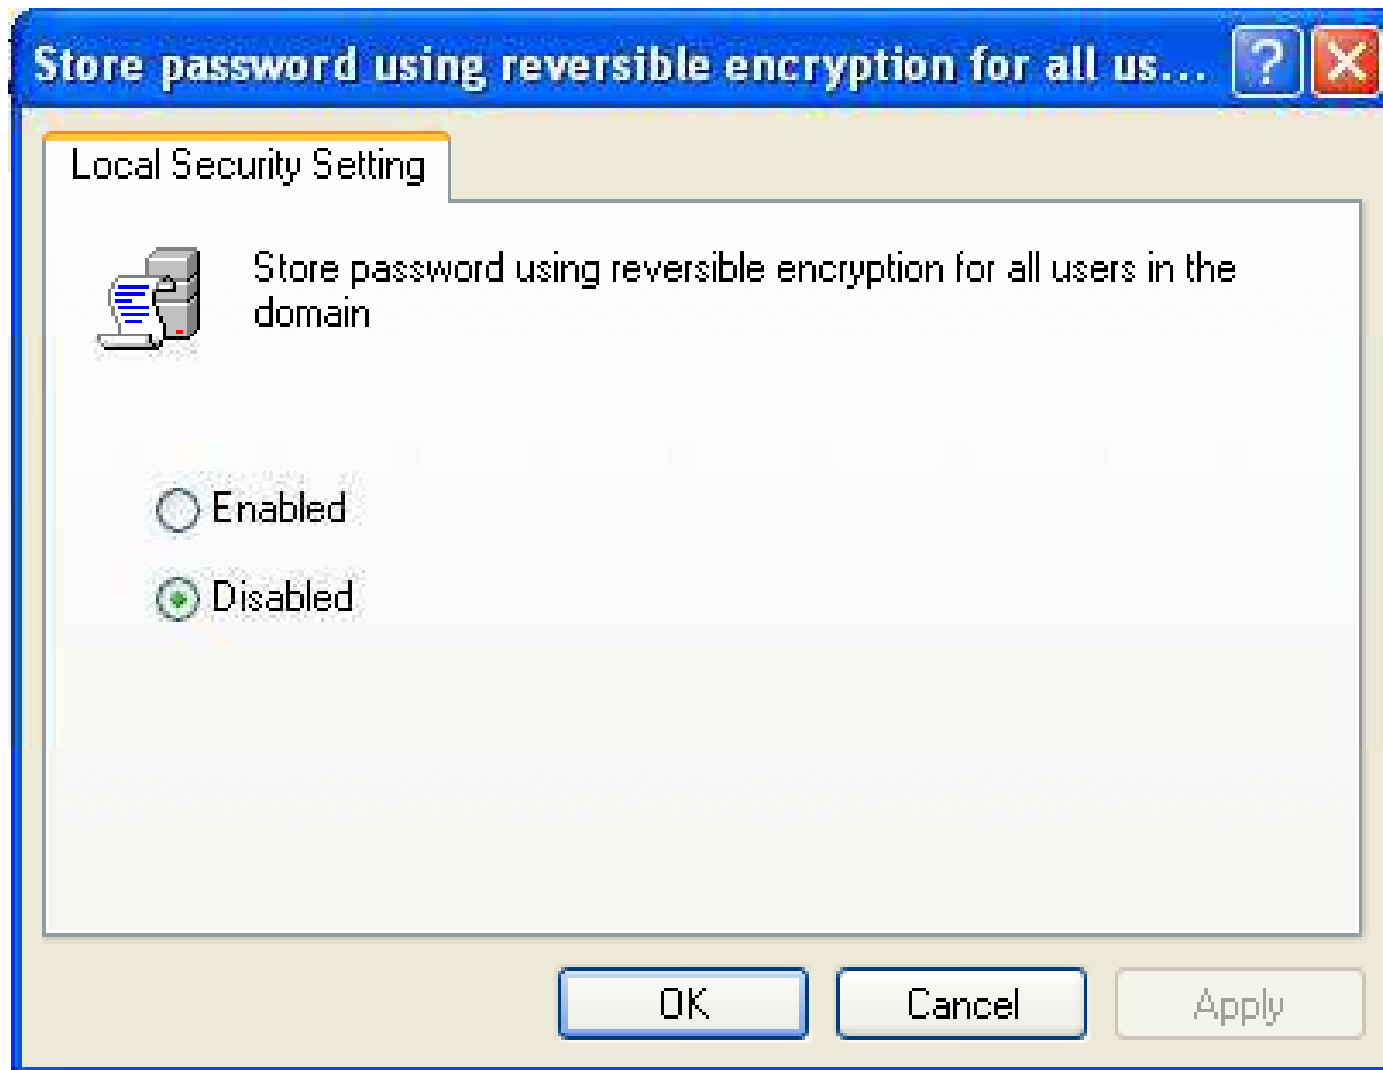 Store password using reversible encryption for all us...
?
Local Security Setting
Store password using reversible encryption for all users in the
domain
Enabled
Disabled
OK
Cancel
Apply